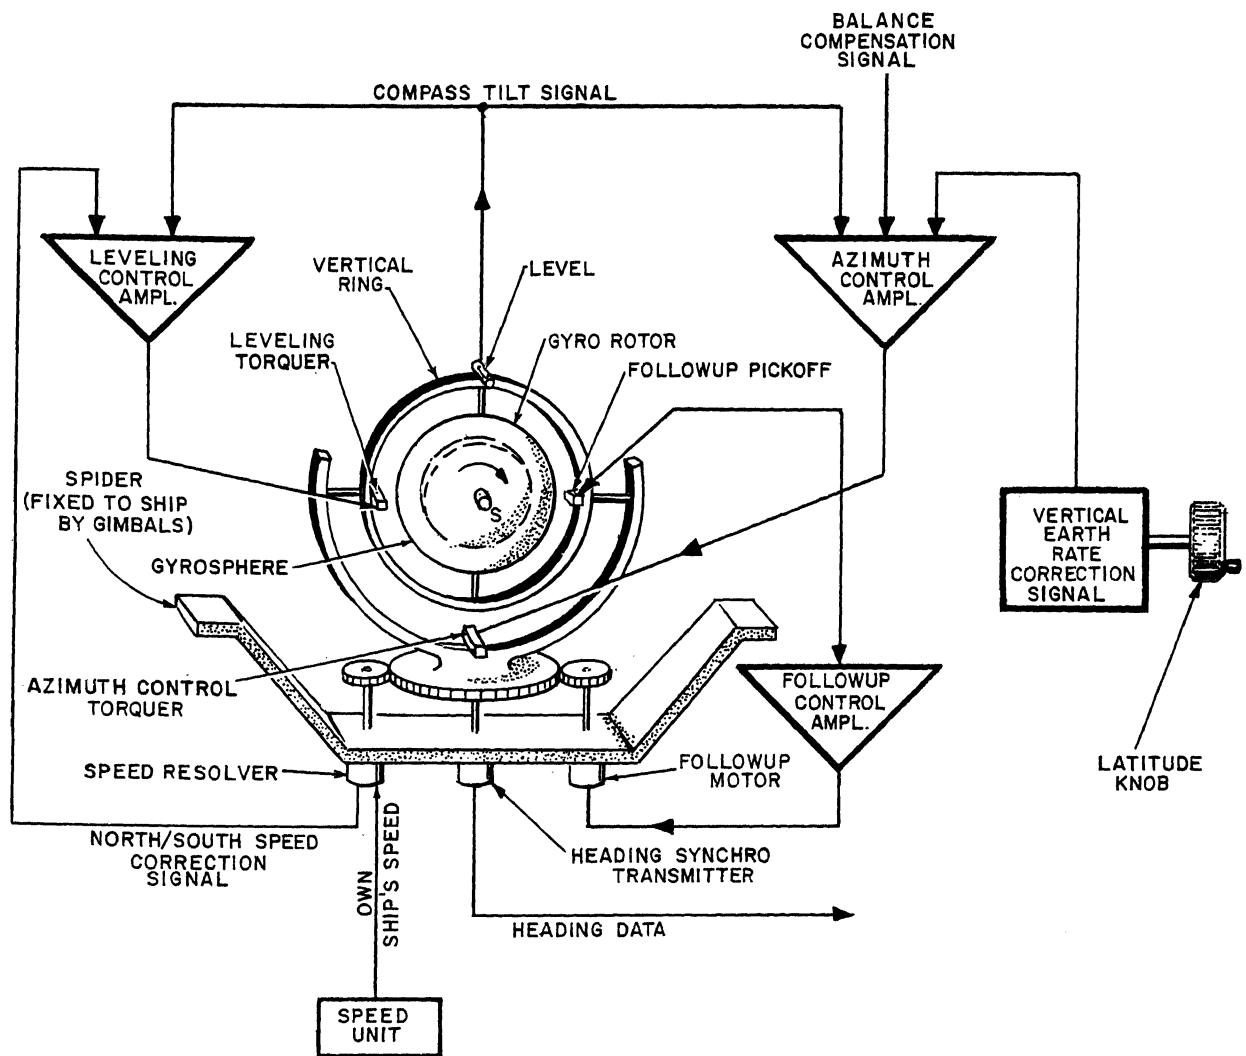 BALANCE
COMPENSATION
SIGNAL
COMPASS TILT SIGNAL
LEVELING
CONTROL
AMPL.
VERTICAL
RING
LEVEL
AZIMUTH
CONTROL
AMPL.
LEVELING
TORQUER
GYRO ROTOR
FOLLOWUP PICKOFF
SPIDER
(FIXED TO SHIP
BY GIMBALS)
S
GYROSPHERE
VERTICAL
EARTH
RATE
CORRECTION
SIGNAL
AZIMUTH CONTROL
TORQUER
FOLLOWUP
CONTROL
AMPL.
LATITUDE
KNOB
SPEED RESOLVER
FOLLOWUP
MOTOR
NORTH/SOUTH SPEED
CORRECTION
SIGNAL
OWN
SHIP'S SPEED
HEADING SYNCHRO
TRANSMITTER
HEADING DATA
SPEED
UNIT